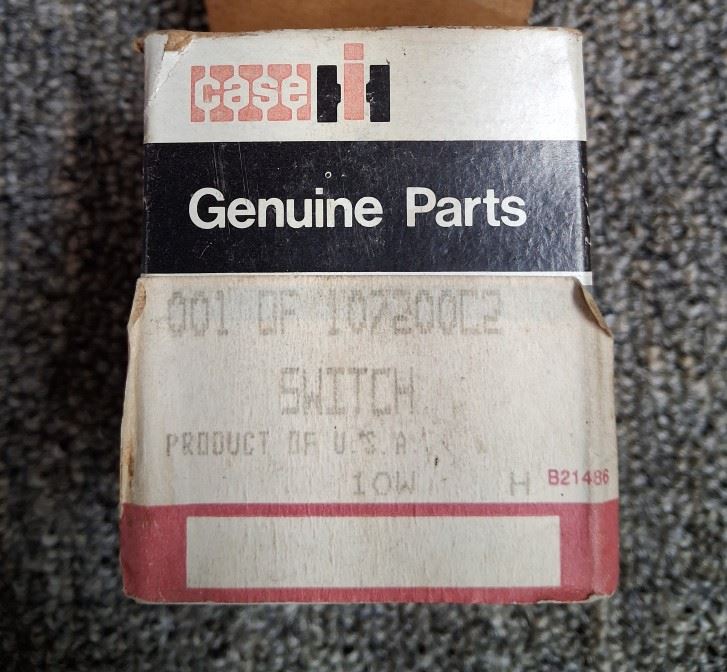 case IH
Genuine Parts
001 OF 107200C2
SWITCH
PRODUCT OF U.S.A.
10W H B21486